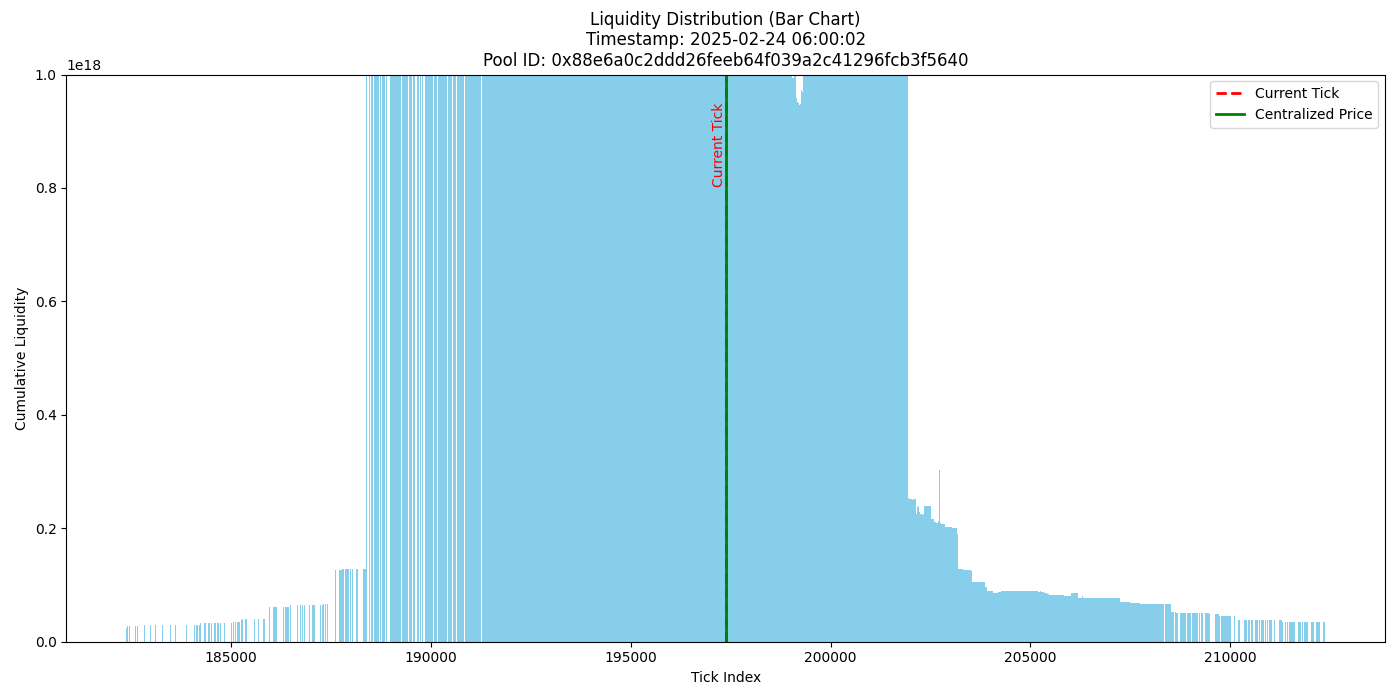 Liquidity Distribution (Bar Chart)
Timestamp: 2025-02-24 06:00:02
Pool ID: 0x88e6a0c2ddd26feeb64f039a2c41296fcb3f5640
1e18
1.0
0.8
0.6
0.4
0.2
0.0
Cumulative Liquidity
Current Tick
Current Tick
Centralized Price
185000
190000
195000
200000
205000
210000
Tick Index